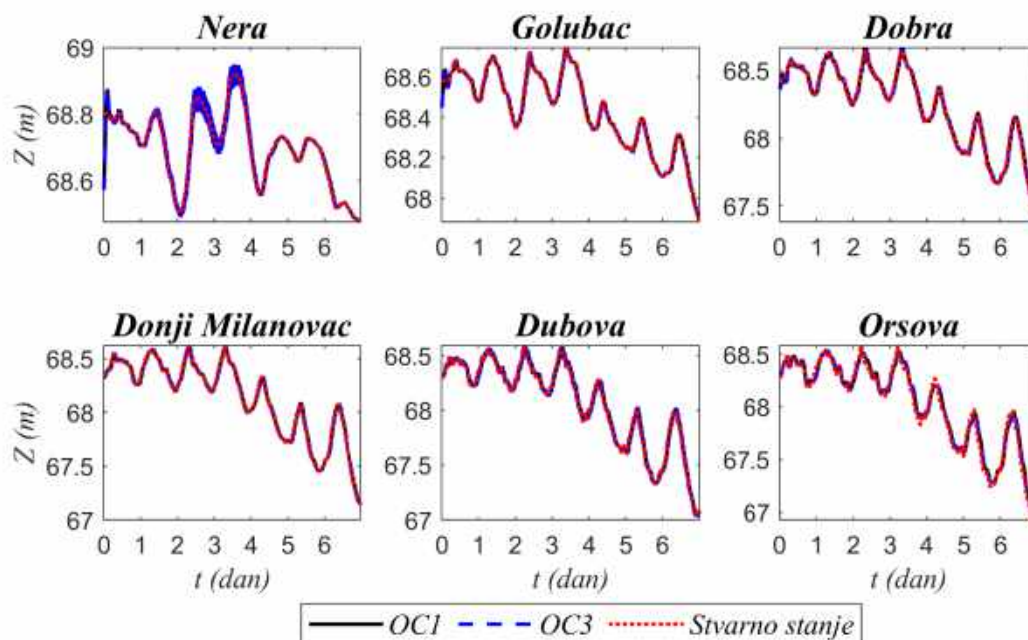 Nera Golubac Dobra
69
68.8
68.6
Z (m)
0 1 2 3 4 5 6
68.6
68.4
68.2
68
0 1 2 3 4 5 6
68.5
68
67.5
0 1 2 3 4 5 6
Donji Milanovac Dubova Orsova
68.5
68
67.5
67
Z (m)
0 1 2 3 4 5 6
t (dan)
68.5
68
67.5
67
0 1 2 3 4 5 6
t (dan)
68.5
68
67.5
67
0 1 2 3 4 5 6
t (dan)
OC1 OC3 Stvarno stanje